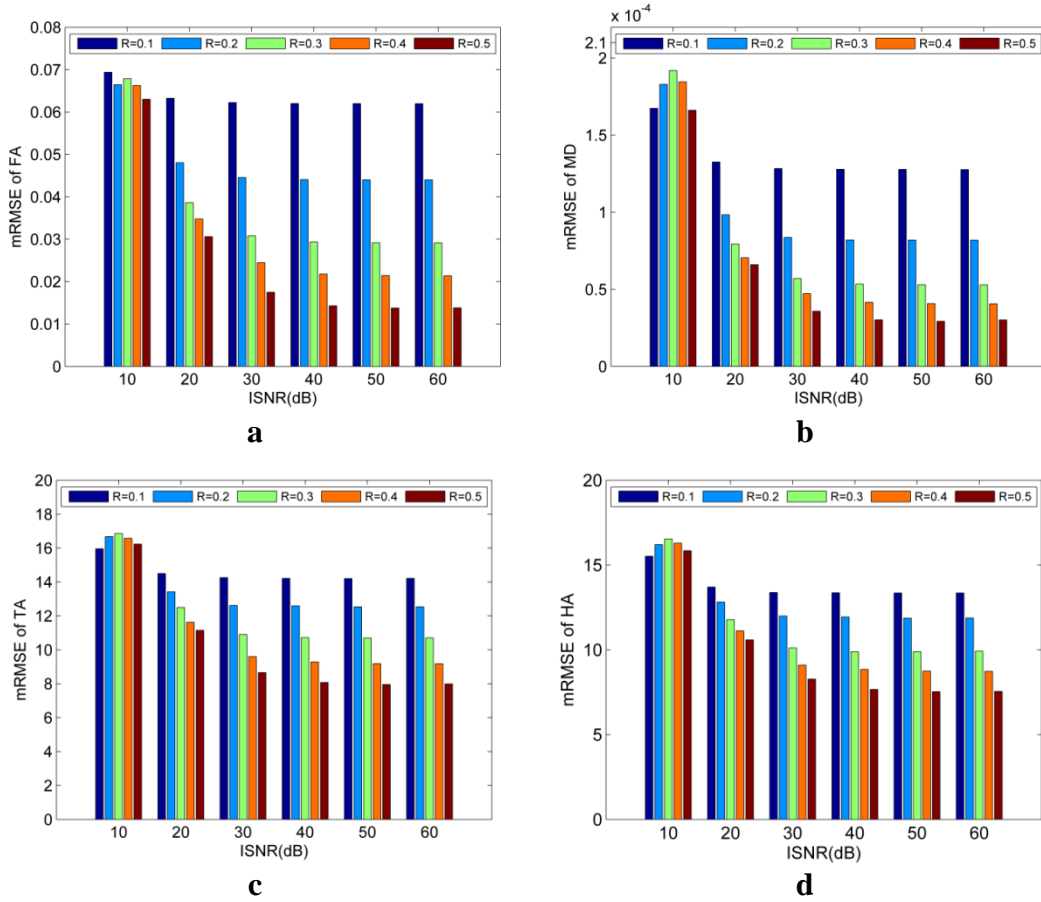 0.08
R=0.1 R=0.2 R=0.3 R=0.4 R=0.5
0.07
0.06
0.05
0.04
0.03
0.02
0.01
0
mRMSE of FA
10 20 30 40 50 60
ISNR(dB)
a
x 10-4
R=0.1 R=0.2 R=0.3 R=0.4 R=0.5
2.1
2
1.5
1
0.5
0
mRMSE of MD
10 20 30 40 50 60
ISNR(dB)
b
20
R=0.1 R=0.2 R=0.3 R=0.4 R=0.5
18
16
14
12
10
8
6
4
2
0
mRMSE of TA
10 20 30 40 50 60
ISNR(dB)
c
20
R=0.1 R=0.2 R=0.3 R=0.4 R=0.5
15
10
5
0
mRMSE of HA
10 20 30 40 50 60
ISNR(dB)
d